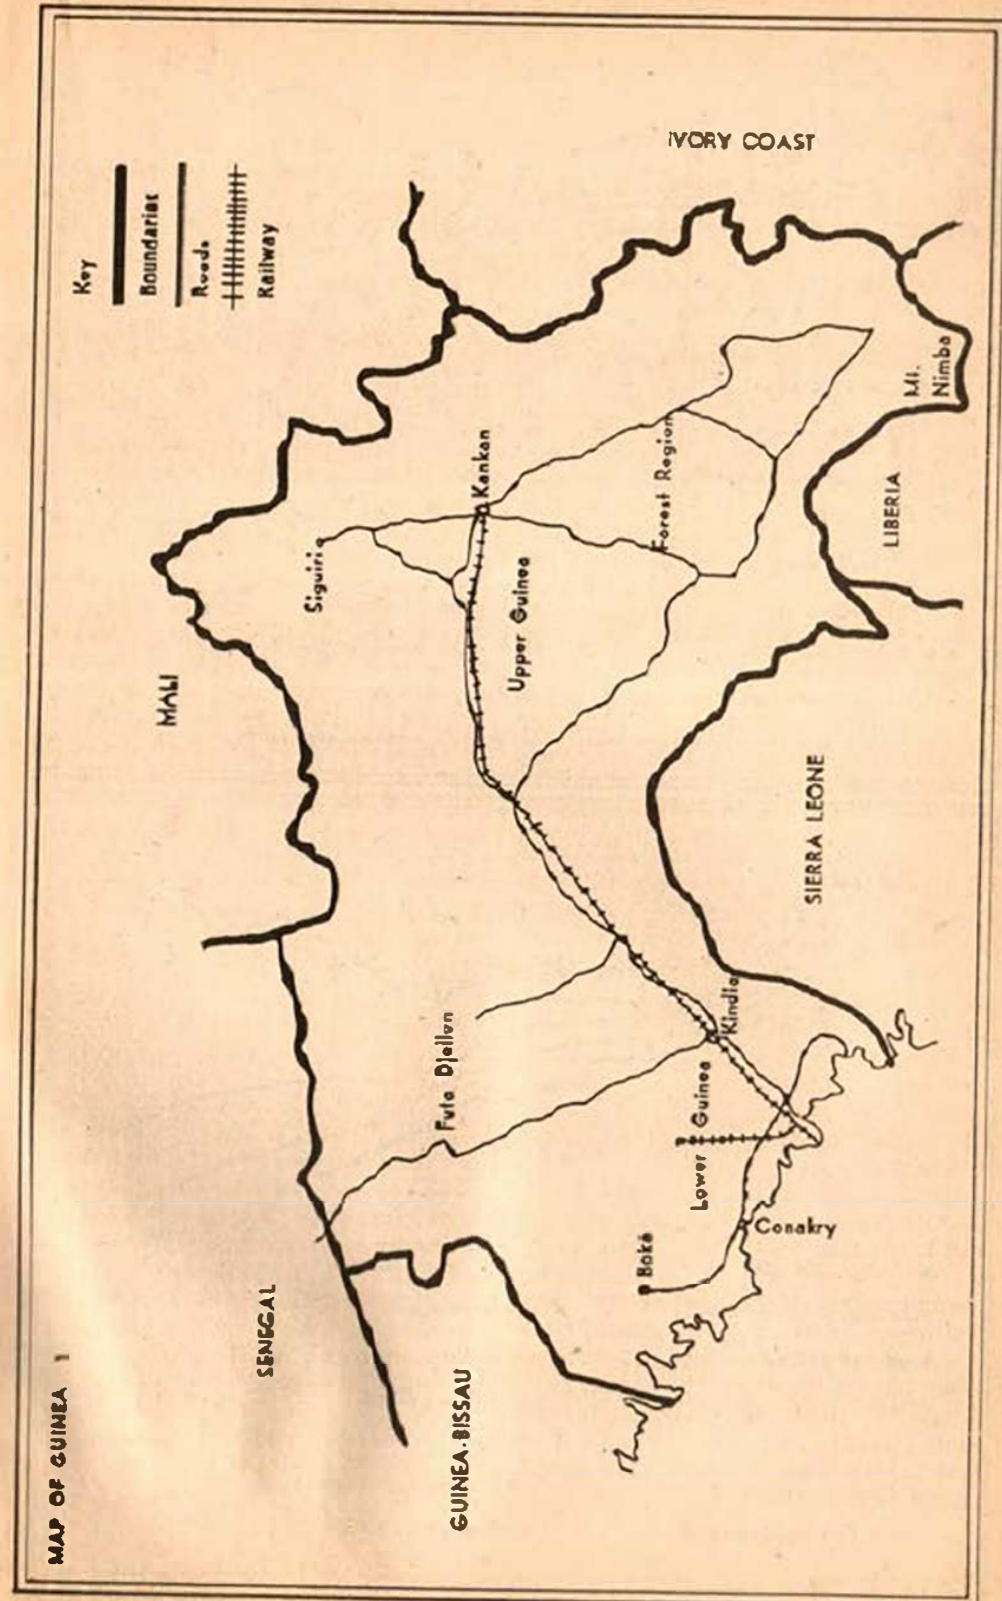 MAP OF GUINEA 1
Key
Boundaries
Roads
Railway
IVORY COAST
MALI
SENEGAL
GUINEA-BISSAU
Siguiri
Kankan
Upper Guinea
Forest Region
Mt.
Nimba
LIBERIA
SIERRA LEONE
Futa Djallon
Kindia
Lower Guinea
Boké
Conakry